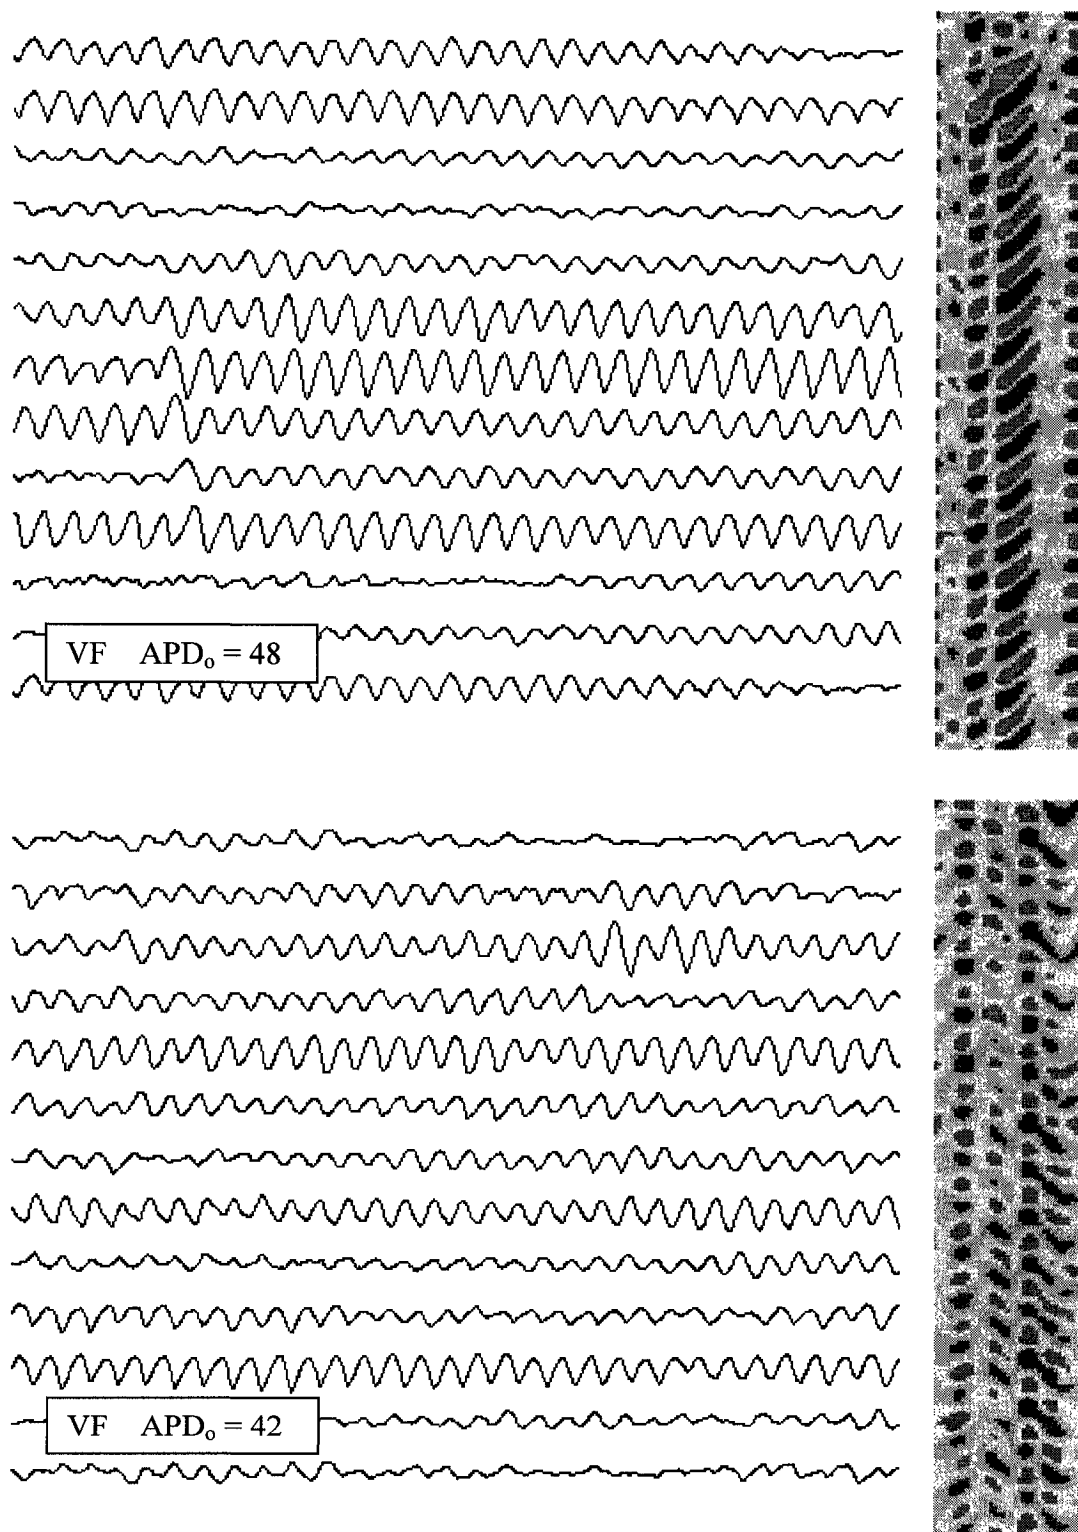 VF APDₒ = 48
VF APDₒ = 42